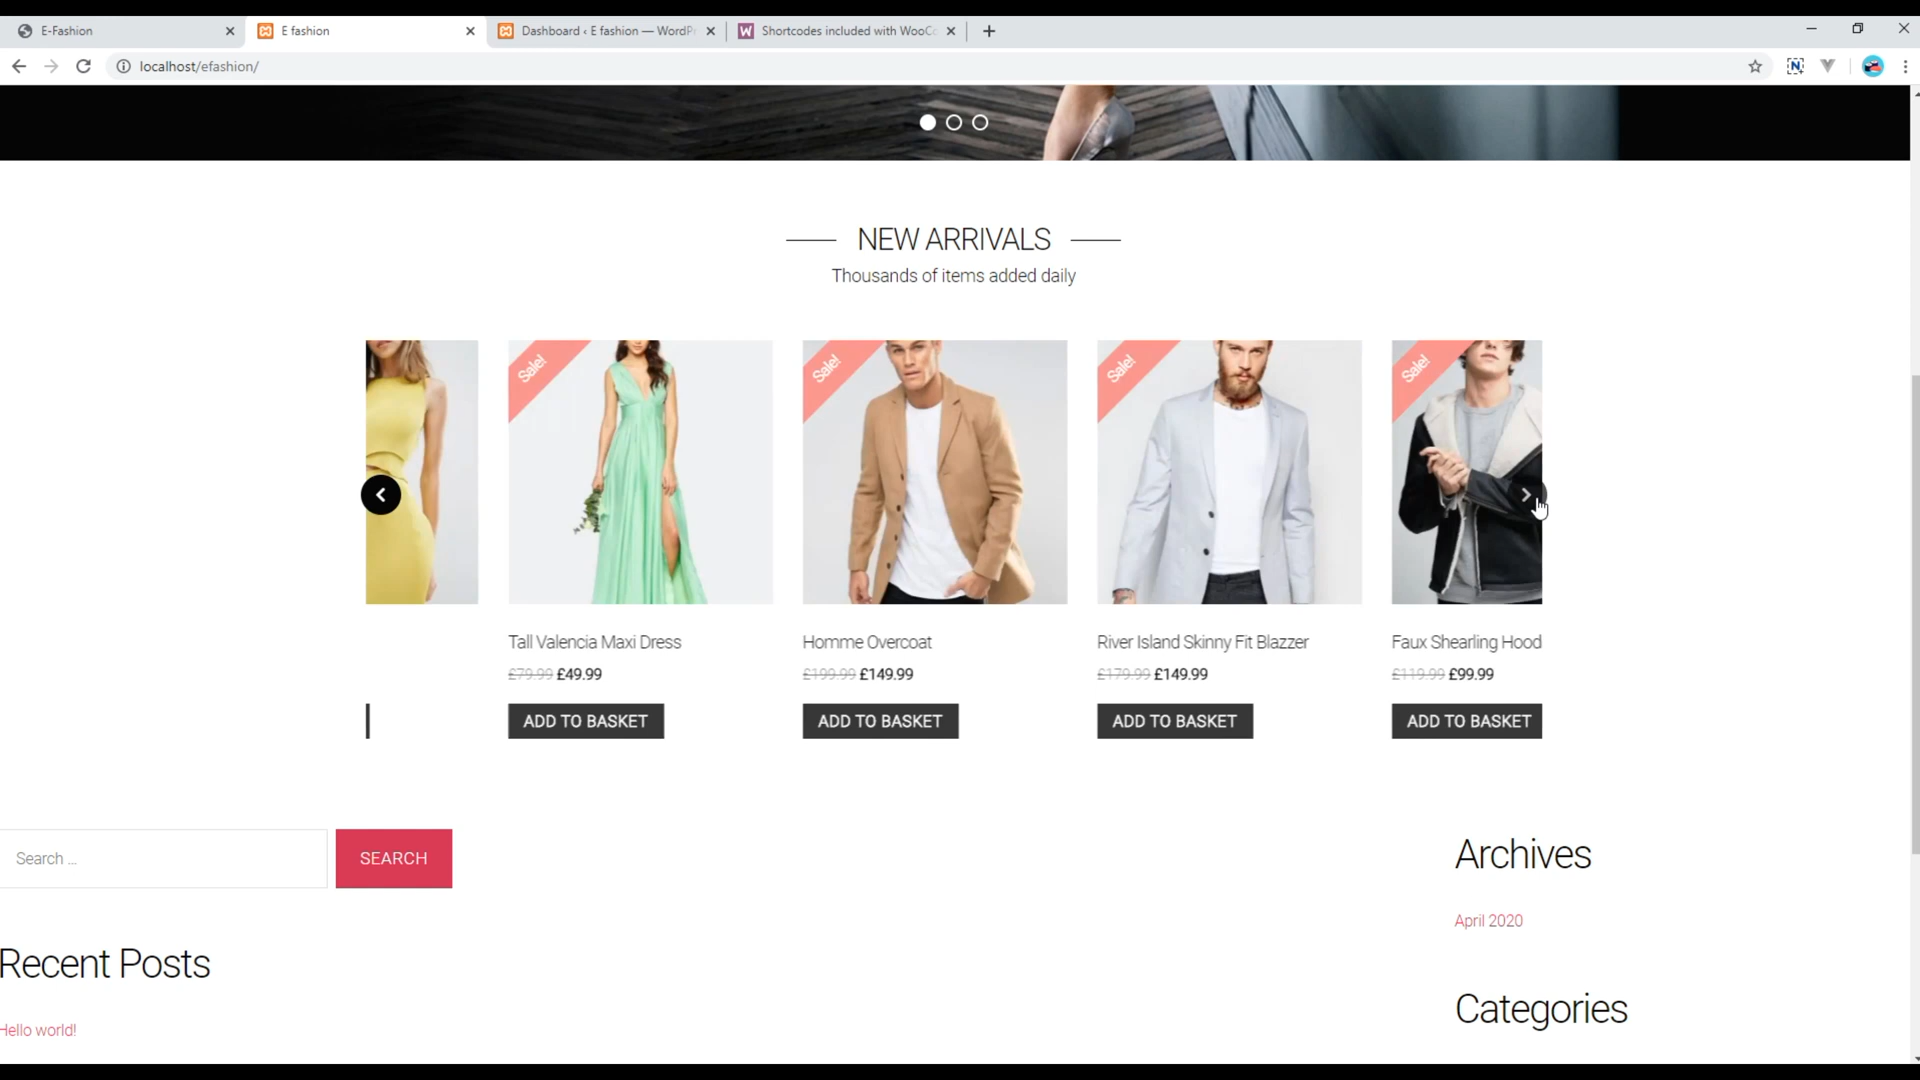 E-Fashion
E fashion
Dashboard ‹ E fashion — WordPr
Shortcodes included with WooCo
localhost/efashion/
NEW ARRIVALS
Thousands of items added daily
Sale!
Sale!
Sale!
Sale!
Tall Valencia Maxi Dress
Homme Overcoat
River Island Skinny Fit Blazzer
Faux Shearling Hood
£79.99 £49.99
£199.99 £149.99
£179.99 £149.99
£119.99 £99.99
ADD TO BASKET
ADD TO BASKET
ADD TO BASKET
ADD TO BASKET
Search …
SEARCH
Archives
April 2020
Recent Posts
Hello world!
Categories